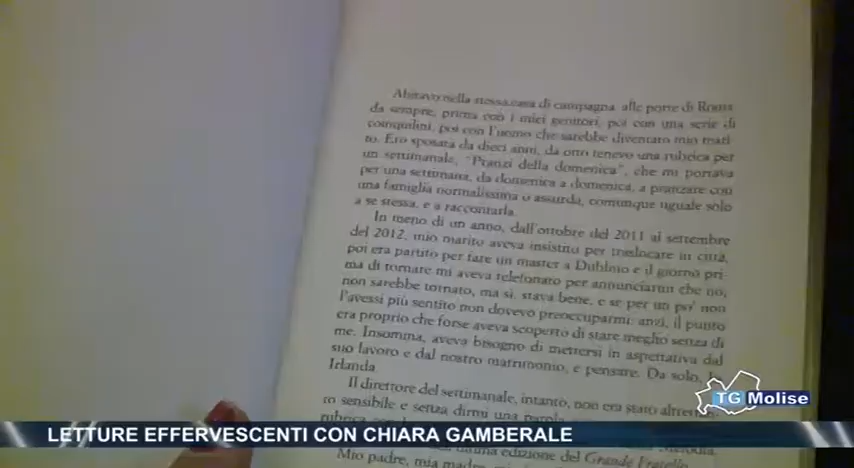 Abitavo nella stessa casa di campagna alle porte di Roma
da sempre, prima con i miei genitori, poi con una serie di
coinquilini, poi con l'uomo che sarebbe diventato mio mari-
to. Ero sposata da dieci anni, da otto tenevo una rubrica per
un settimanale, "Pranzi della domenica", che mi portava
per una settimana, da domenica a domenica, a pranzare con
una famiglia normalissima o assurda, comunque uguale solo
a se stessa, e a raccontarla.
In meno di un anno, dall'ottobre del 2011 al settembre
del 2012, mio marito aveva insistito per traslocare in città,
poi era partito per fare un master a Dublino e il giorno pri-
ma di tornare mi aveva telefonato per annunciarmi che no,
non sarebbe tornato, ma sì, stava bene, e se per un po' non
l'avessi più sentito non dovevo preoccuparmi: anzi, il punto
era proprio che forse aveva scoperto di stare meglio senza di
me. Insomma, aveva bisogno di mettersi in aspettativa dal
suo lavoro e dal nostro matrimonio, e pensare. Da solo. In
Irlanda.
Il direttore del settimanale, intanto, non era stato altrettan-
to sensibile e senza dirmi una parola
rubrica
ultima edizione del Grande Fratello
Mio padre, mia madre
TG Molise
LETTURE EFFERVESCENTI CON CHIARA GAMBERALE